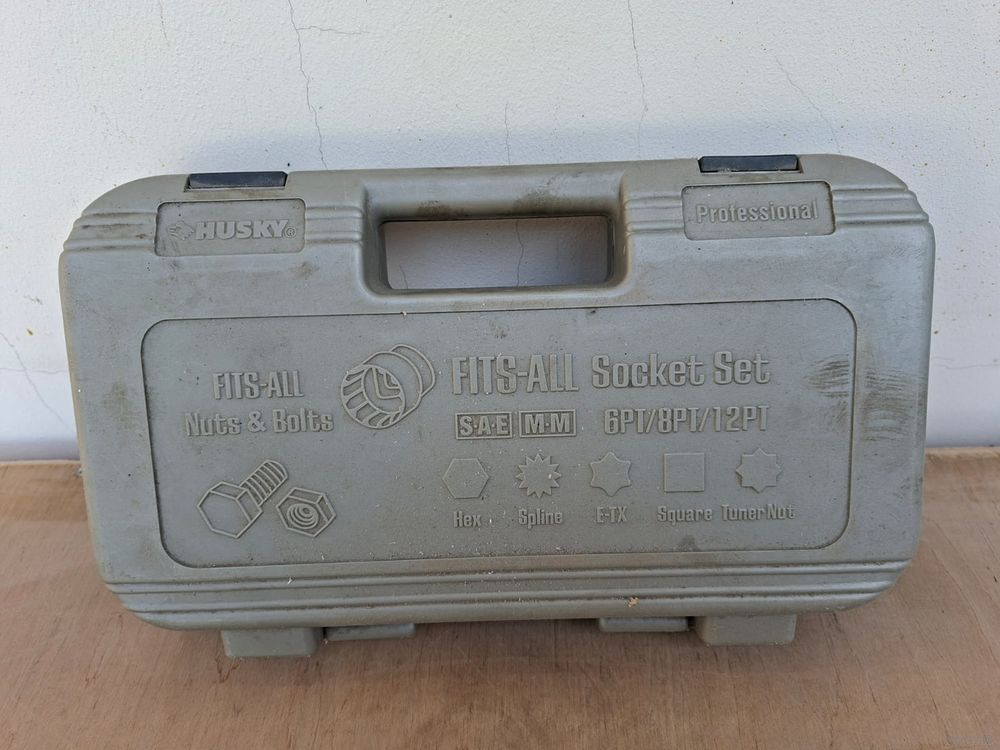 HUSKY®
Professional
FITS-ALL
Nuts & Bolts
FITS-ALL Socket Set
S·A·E M·M 6PT/8PT/12PT
Hex Spline E-TX Square Tuner Nut